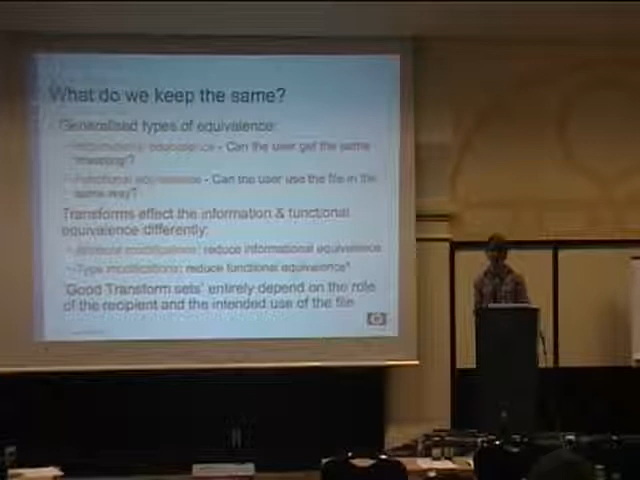 What do we keep the same?
Generalised types of equivalence:
equivalence - Can the user get the same
"meaning"?
Functional equivalence - Can the user use the file in the
same way?
Transforms effect the information & functional
equivalence differently:
modifications: reduce informational equivalence
Type modifications: reduce functional equivalence*
'Good Transform sets' entirely depend on the role
of the recipient and the intended use of the file